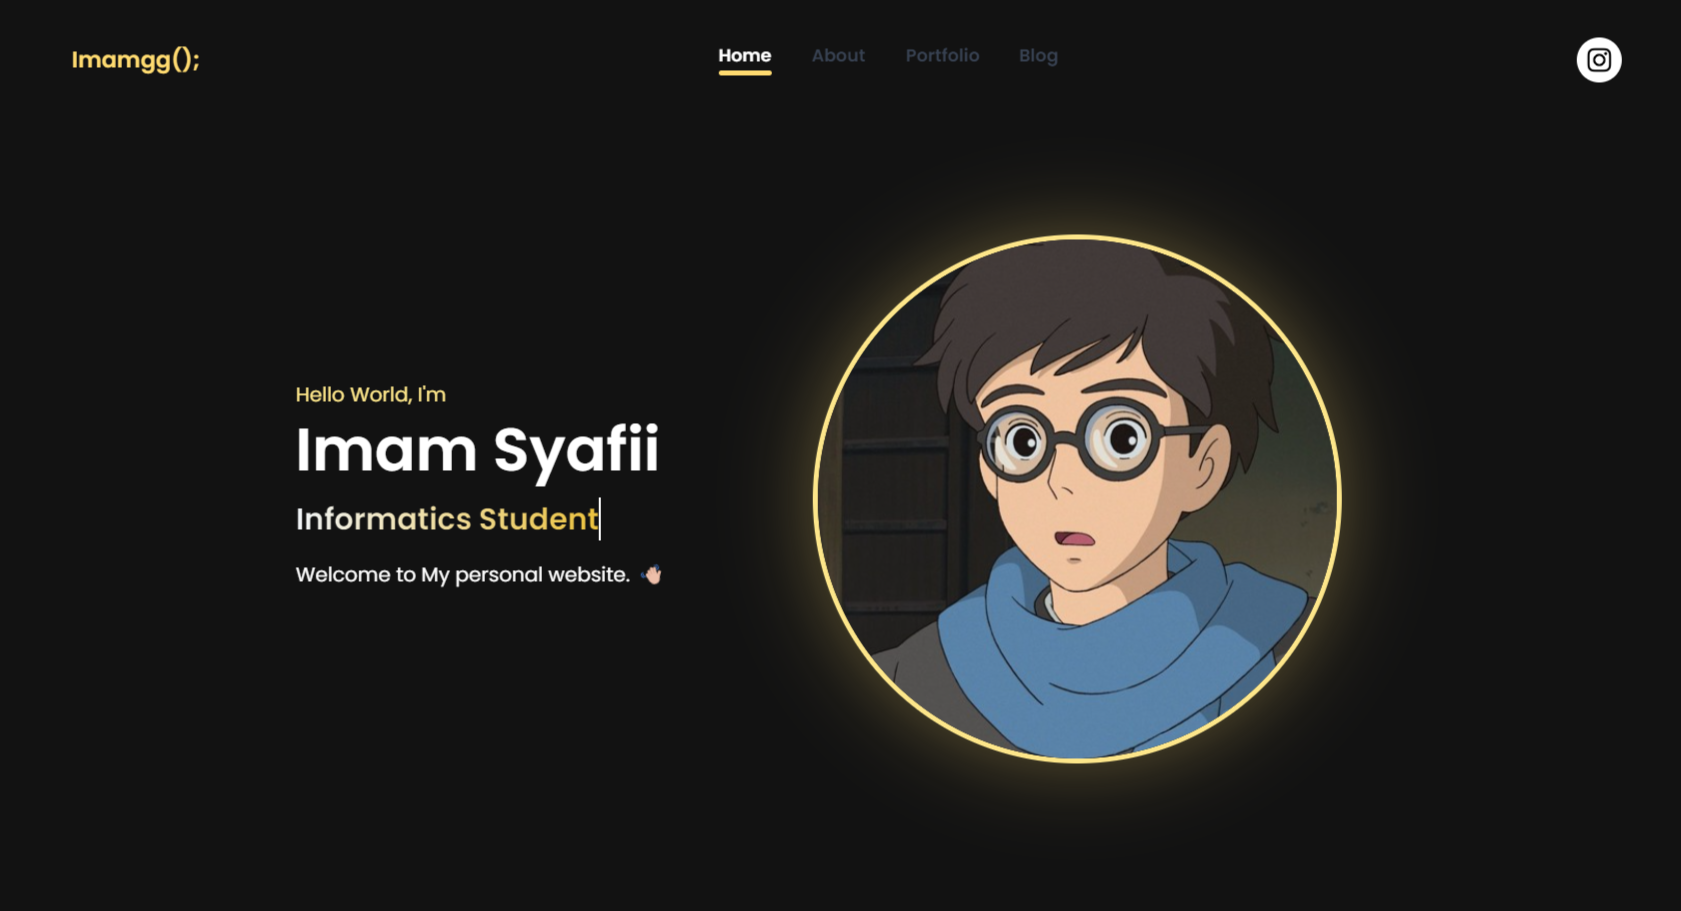 Imamgg();
Home About Portfolio Blog
Hello World, I'm
Imam Syafii
Informatics Student
Welcome to My personal website. 👋🏻